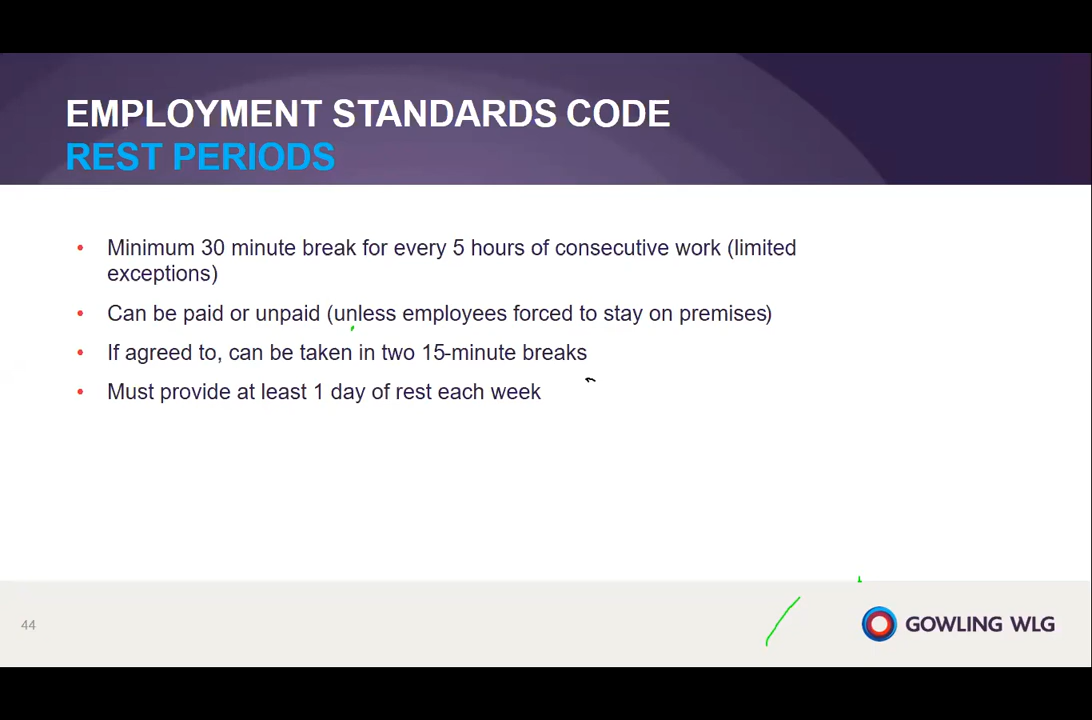 EMPLOYMENT STANDARDS CODE
REST PERIODS
• Minimum 30 minute break for every 5 hours of consecutive work (limited
exceptions)
• Can be paid or unpaid (unless employees forced to stay on premises)
• If agreed to, can be taken in two 15-minute breaks
• Must provide at least 1 day of rest each week
44
GOWLING WLG